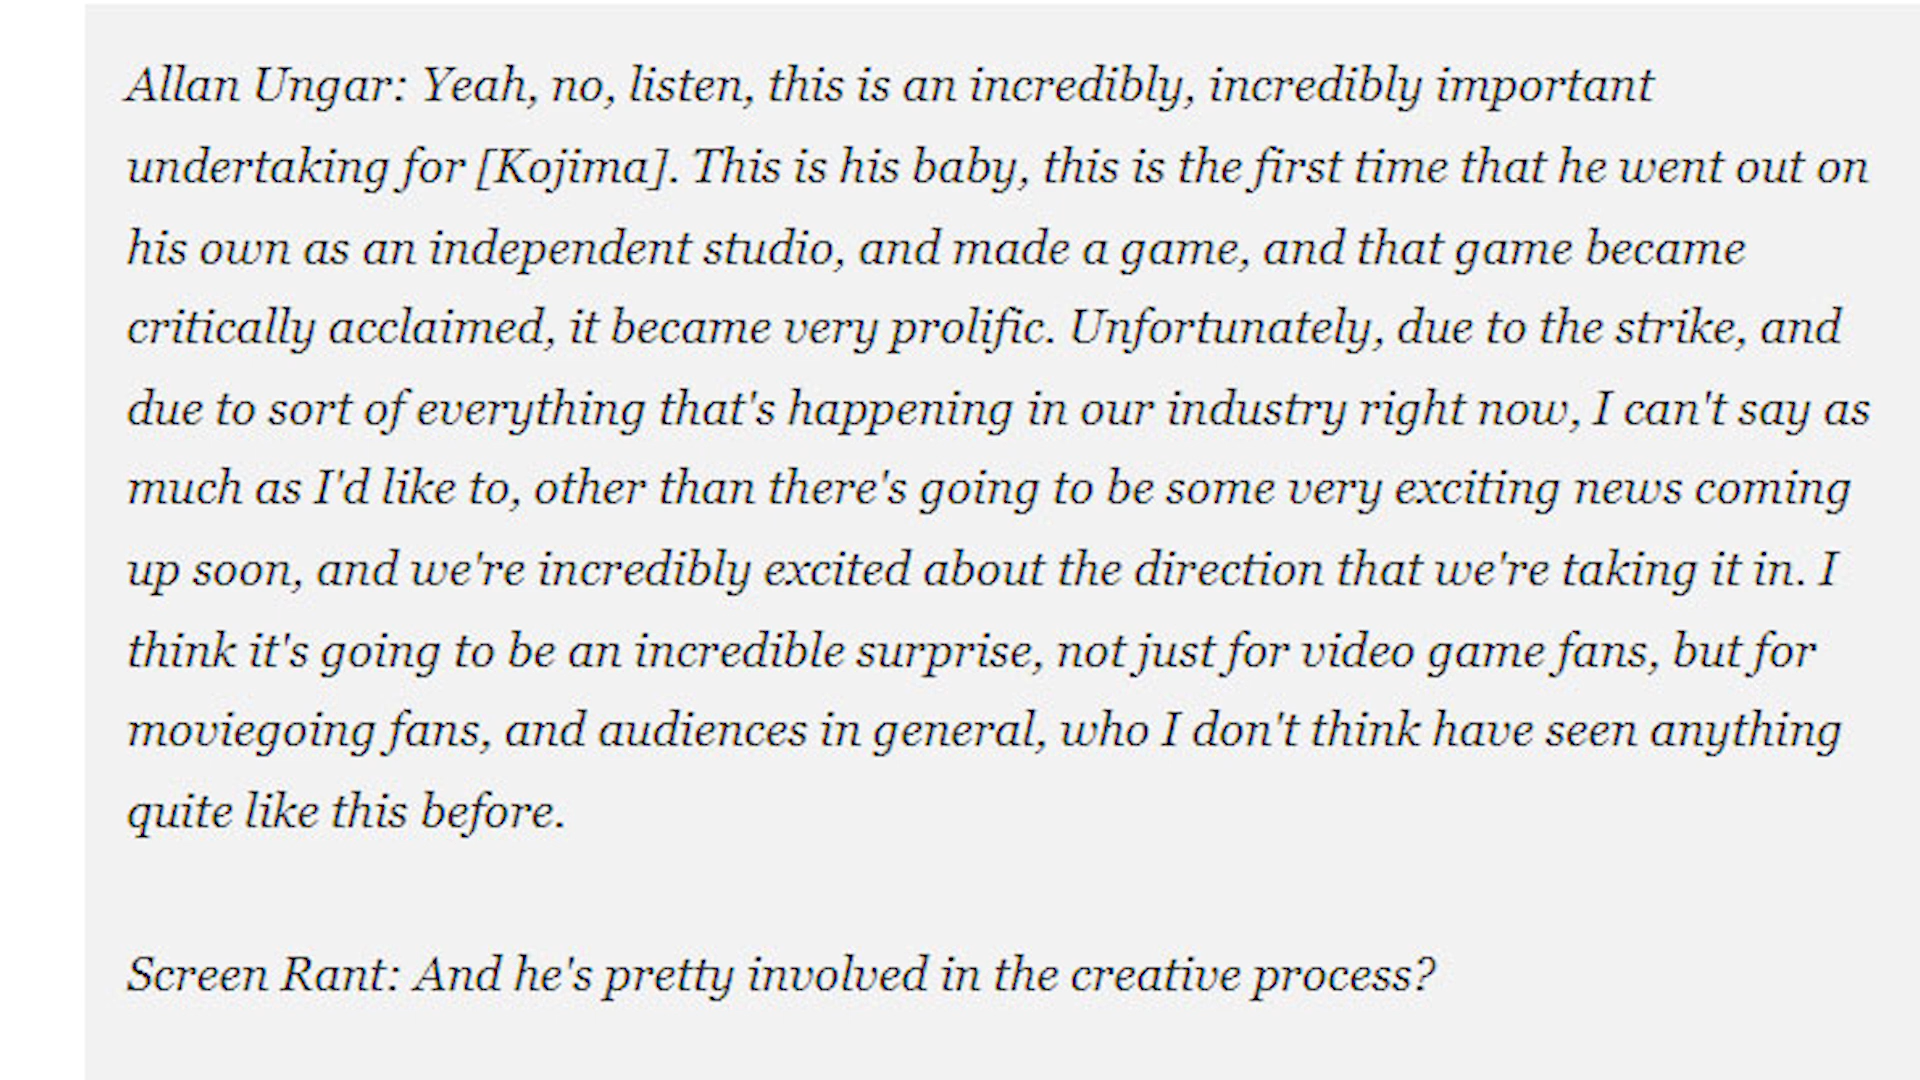 Allan Ungar: Yeah, no, listen, this is an incredibly, incredibly important
undertaking for [Kojima]. This is his baby, this is the first time that he went out on
his own as an independent studio, and made a game, and that game became
critically acclaimed, it became very prolific. Unfortunately, due to the strike, and
due to sort of everything that's happening in our industry right now, I can't say as
much as I'd like to, other than there's going to be some very exciting news coming
up soon, and we're incredibly excited about the direction that we're taking it in. I
think it's going to be an incredible surprise, not just for video game fans, but for
moviegoing fans, and audiences in general, who I don't think have seen anything
quite like this before.
Screen Rant: And he's pretty involved in the creative process?